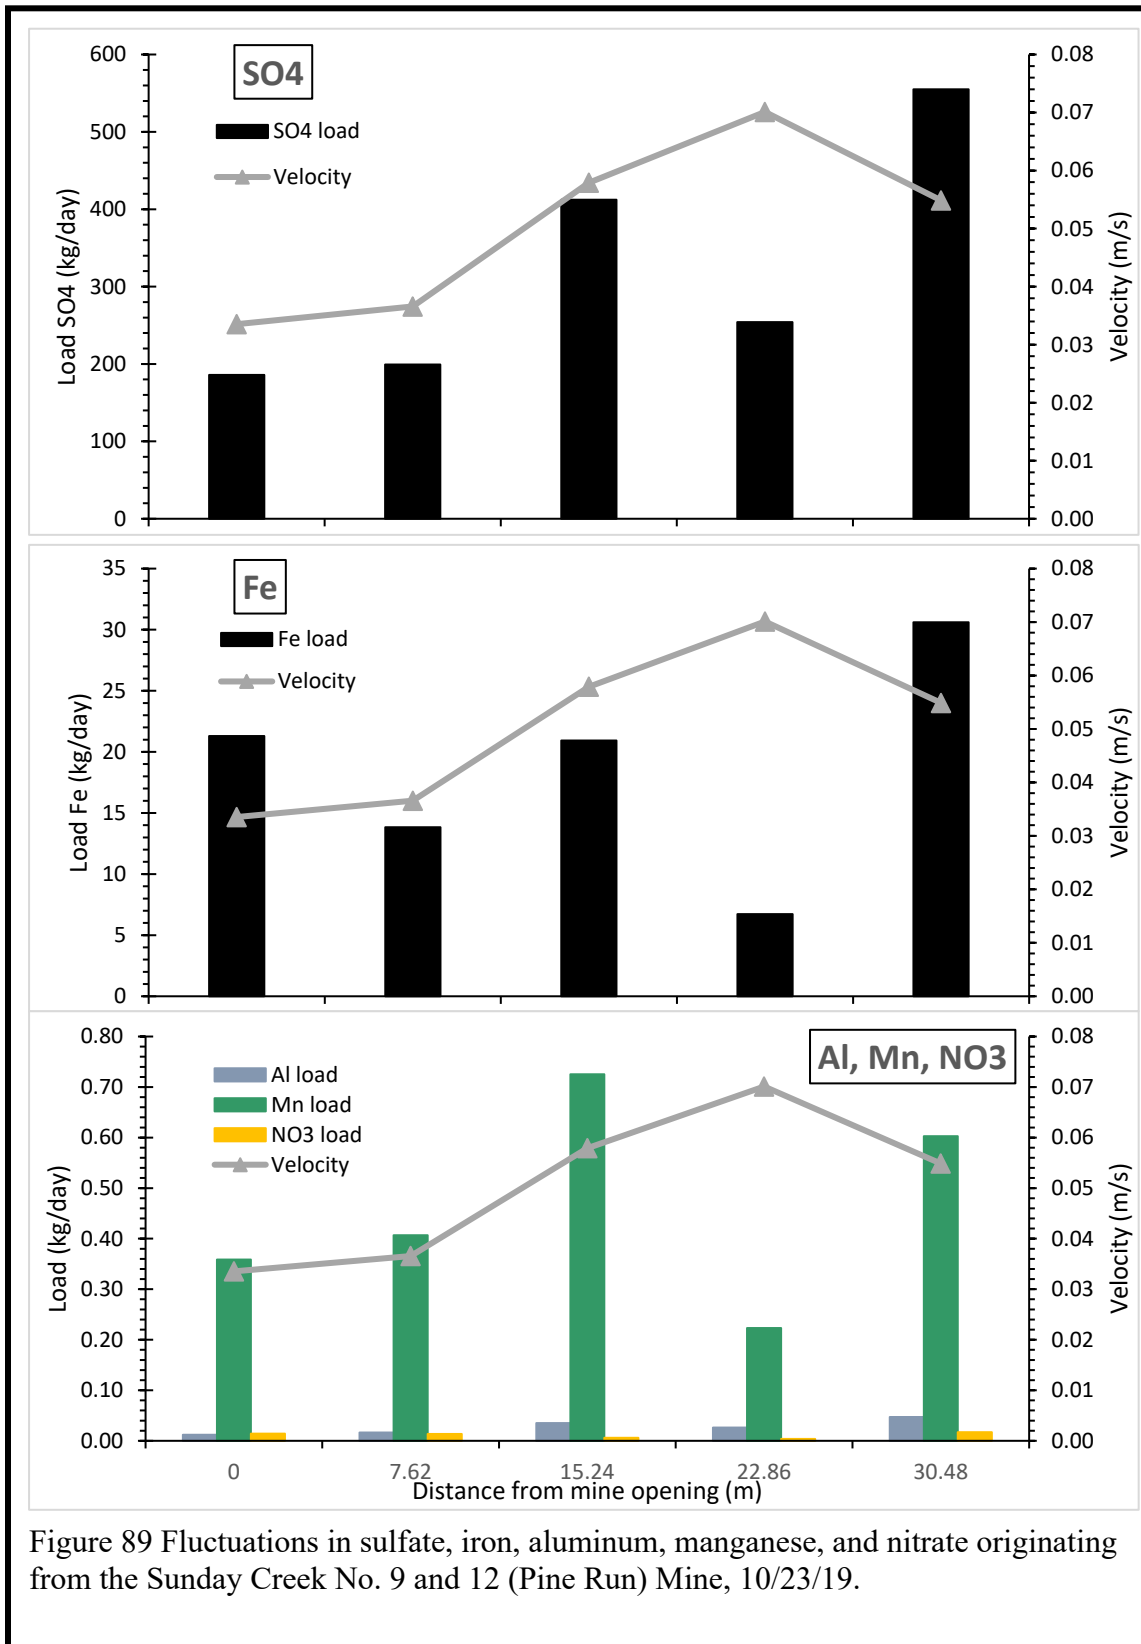 SO4
SO4 load
Velocity
Load SO4 (kg/day)
600
500
400
300
200
100
0
0.08
0.07
0.06
0.05
0.04
0.03
0.02
0.01
0.00
Velocity (m/s)
Fe
Fe load
Velocity
Load Fe (kg/day)
35
30
25
20
15
10
5
0
0.08
0.07
0.06
0.05
0.04
0.03
0.02
0.01
0.00
Velocity (m/s)
Al, Mn, NO3
Al load
Mn load
NO3 load
Velocity
Load (kg/day)
0.80
0.70
0.60
0.50
0.40
0.30
0.20
0.10
0.00
0.08
0.07
0.06
0.05
0.04
0.03
0.02
0.01
0.00
Velocity (m/s)
0 7.62 15.24 22.86 30.48
Distance from mine opening (m)
Figure 89 Fluctuations in sulfate, iron, aluminum, manganese, and nitrate originating
from the Sunday Creek No. 9 and 12 (Pine Run) Mine, 10/23/19.